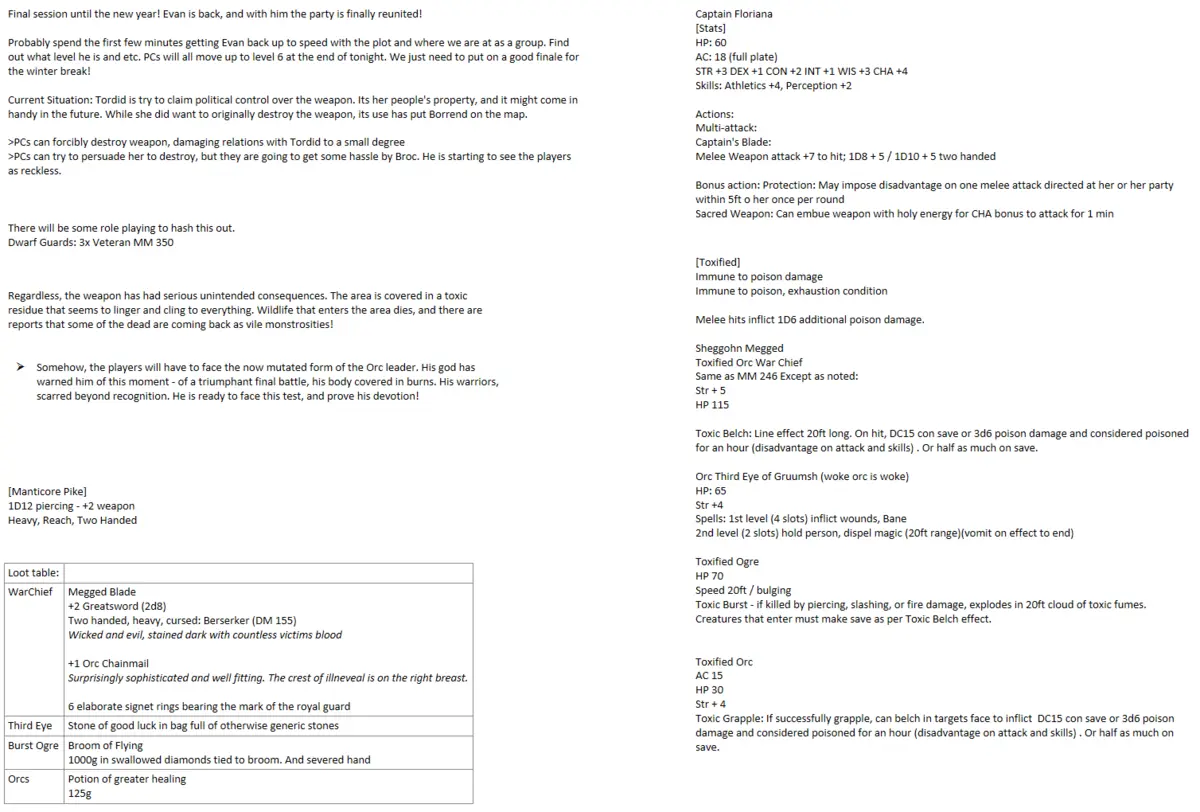 Final session until the new year! Evan is back, and with him the party is finally reunited!
Probably spend the first few minutes getting Evan back up to speed with the plot and where we are at as a group. Find
out what level he is and etc. PCs will all move up to level 6 at the end of tonight. We just need to put on a good finale for
the winter break!
Current Situation: Tordid is try to claim political control over the weapon. Its her people's property, and it might come in
handy in the future. While she did want to originally destroy the weapon, its use has put Borrend on the map.
>PCs can forcibly destroy weapon, damaging relations with Tordid to a small degree
>PCs can try to persuade her to destroy, but they are going to get some hassle by Broc. He is starting to see the players
as reckless.
There will be some role playing to hash this out.
Dwarf Guards: 3x Veteran MM 350
Regardless, the weapon has had serious unintended consequences. The area is covered in a toxic
residue that seems to linger and cling to everything. Wildlife that enters the area dies, and there are
reports that some of the dead are coming back as vile monstrosities!
➤ Somehow, the players will have to face the now mutated form of the Orc leader. His god has
warned him of this moment - of a triumphant final battle, his body covered in burns. His warriors,
scarred beyond recognition. He is ready to face this test, and prove his devotion!
[Manticore Pike]
1D12 piercing - +2 weapon
Heavy, Reach, Two Handed
Loot table:
WarChief
Megged Blade
+2 Greatsword (2d8)
Two handed, heavy, cursed: Berserker (DM 155)
Wicked and evil, stained dark with countless victims blood
+1 Orc Chainmail
Surprisingly sophisticated and well fitting. The crest of illneveal is on the right breast.
6 elaborate signet rings bearing the mark of the royal guard
Third Eye
Stone of good luck in bag full of otherwise generic stones
Burst Ogre
Broom of Flying
1000g in swallowed diamonds tied to broom. And severed hand
Orcs
Potion of greater healing
125g
Captain Floriana
[Stats]
HP: 60
AC: 18 (full plate)
STR +3 DEX +1 CON +2 INT +1 WIS +3 CHA +4
Skills: Athletics +4, Perception +2
Actions:
Multi-attack:
Captain's Blade:
Melee Weapon attack +7 to hit; 1D8 + 5 / 1D10 + 5 two handed
Bonus action: Protection: May impose disadvantage on one melee attack directed at her or her party
within 5ft o her once per round
Sacred Weapon: Can embue weapon with holy energy for CHA bonus to attack for 1 min
[Toxified]
Immune to poison damage
Immune to poison, exhaustion condition
Melee hits inflict 1D6 additional poison damage.
Sheggohn Megged
Toxified Orc War Chief
Same as MM 246 Except as noted:
Str + 5
HP 115
Toxic Belch: Line effect 20ft long. On hit, DC15 con save or 3d6 poison damage and considered poisoned
for an hour (disadvantage on attack and skills) . Or half as much on save.
Orc Third Eye of Gruumsh (woke orc is woke)
HP: 65
Str +4
Spells: 1st level (4 slots) inflict wounds, Bane
2nd level (2 slots) hold person, dispel magic (20ft range)(vomit on effect to end)
Toxified Ogre
HP 70
Speed 20ft / bulging
Toxic Burst - if killed by piercing, slashing, or fire damage, explodes in 20ft cloud of toxic fumes.
Creatures that enter must make save as per Toxic Belch effect.
Toxified Orc
AC 15
HP 30
Str + 4
Toxic Grapple: If successfully grapple, can belch in targets face to inflict DC15 con save or 3d6 poison
damage and considered poisoned for an hour (disadvantage on attack and skills) . Or half as much on
save.